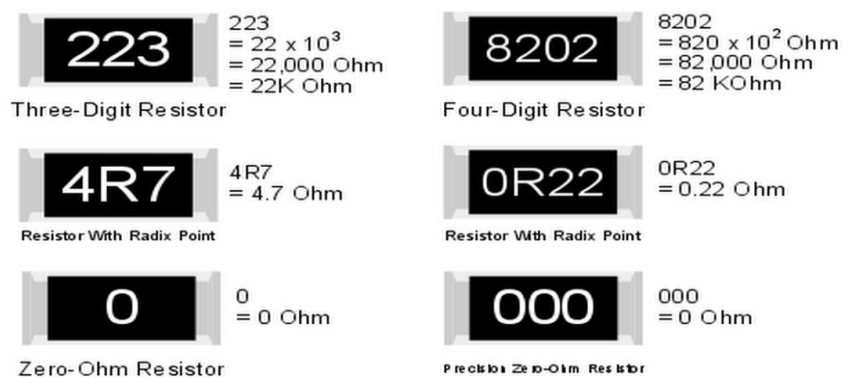 223
223
= 22 x 10³
= 22,000 Ohm
= 22K Ohm
Three-Digit Resistor
8202
8202
= 820 x 10² Ohm
= 82,000 Ohm
= 82 KOhm
Four-Digit Resistor
4R7
4R7
= 4.7 Ohm
Resistor With Radix Point
0R22
0R22
= 0.22 Ohm
Resistor With Radix Point
0
0
= 0 Ohm
Zero-Ohm Resistor
000
000
= 0 Ohm
Precision Zero-Ohm Resistor